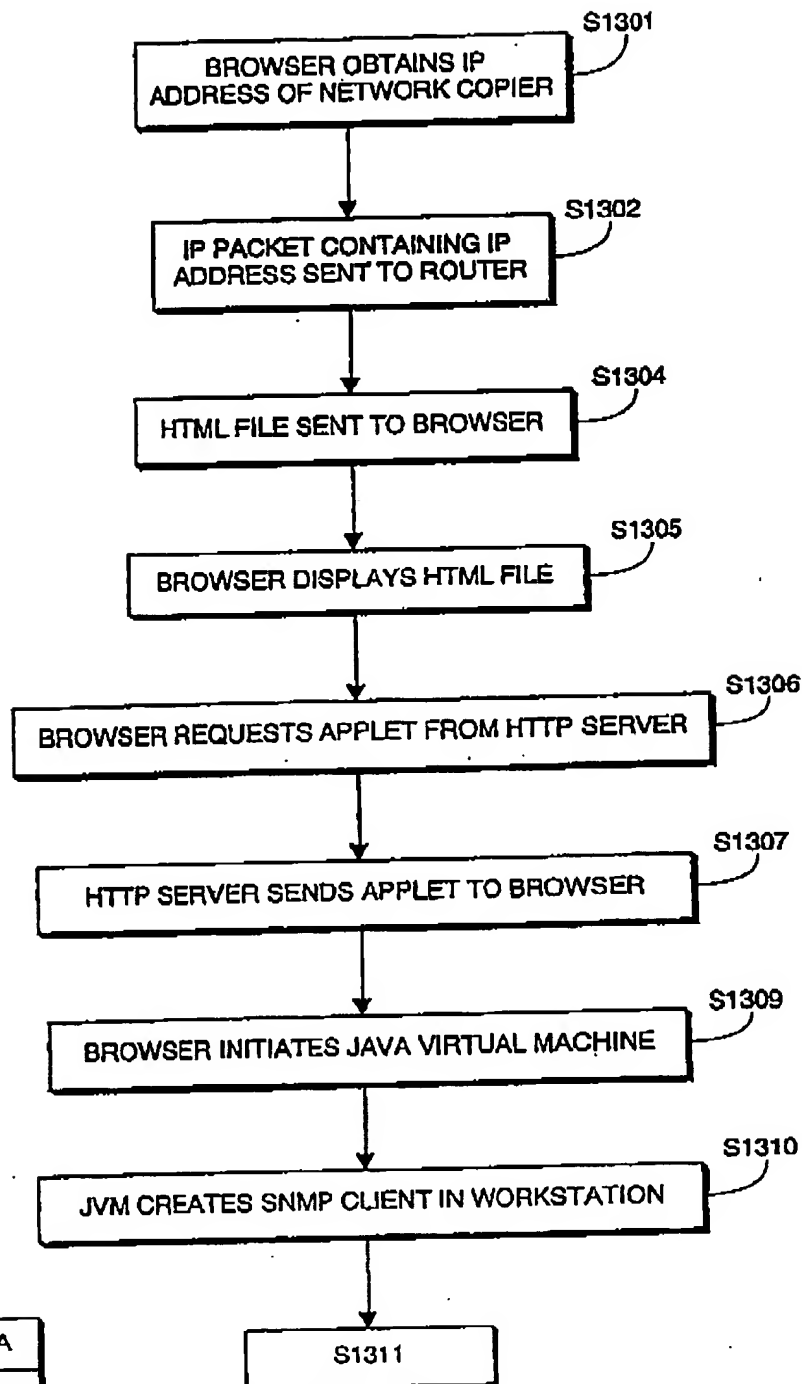 S1301
BROWSER OBTAINS IP
ADDRESS OF NETWORK COPIER
S1302
IP PACKET CONTAINING IP
ADDRESS SENT TO ROUTER
S1304
HTML FILE SENT TO BROWSER
S1305
BROWSER DISPLAYS HTML FILE
S1306
BROWSER REQUESTS APPLET FROM HTTP SERVER
S1307
HTTP SERVER SENDS APPLET TO BROWSER
S1309
BROWSER INITIATES JAVA VIRTUAL MACHINE
S1310
JVM CREATES SNMP CLIENT IN WORKSTATION
A
S1311